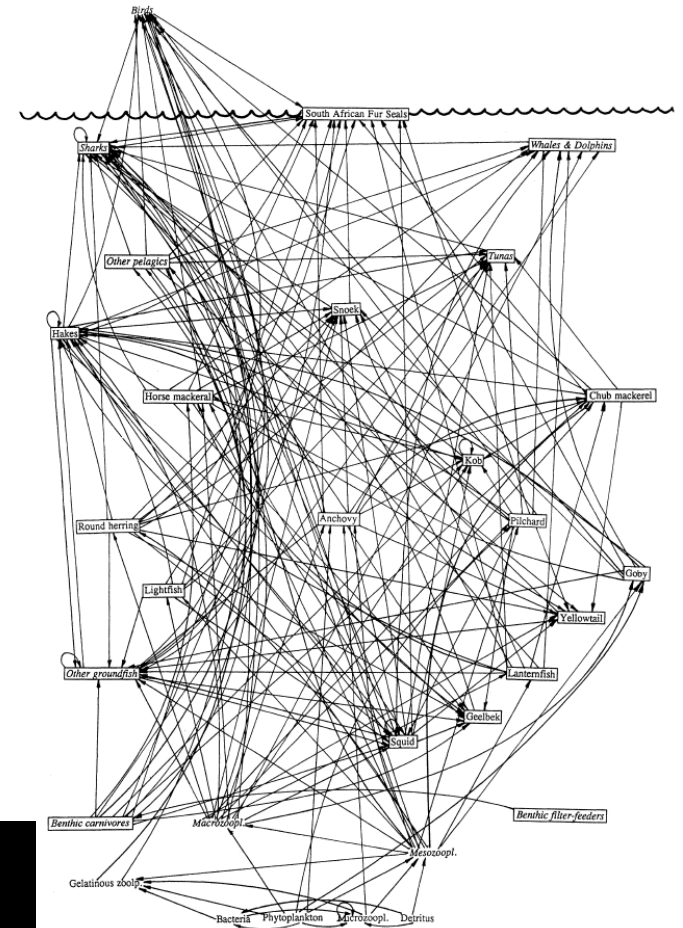 Birds
South African Fur Seals
Sharks
Whales & Dolphins
Other pelagics
Tunas
Snoek
Hakes
Horse mackeral
Chub mackerel
Kob
Round herring
Anchovy
Pilchard
Goby
Lightfish
Yellowtail
Other groundfish
Lanternfish
Geelbek
Squid
Benthic carnivores
Macrozoopl.
Benthic filter-feeders
Mesozoopl.
Gelatinous zoolp.
Bacteria
Phytoplankton
Microzoopl.
Detritus